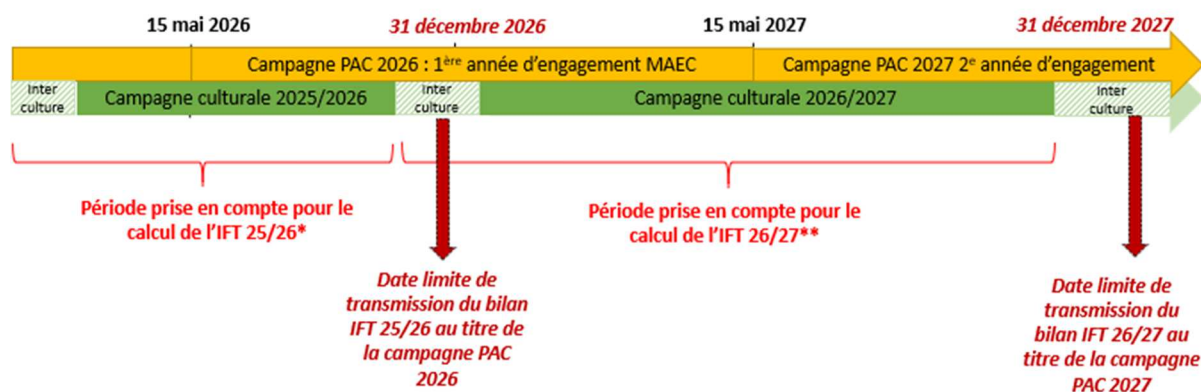 15 mai 2026
31 décembre 2026
15 mai 2027
31 décembre 2027
Campagne PAC 2026 : 1ère année d’engagement MAEC
Campagne PAC 2027 2e année d’engagement
Inter
culture
Campagne culturale 2025/2026
Inter
culture
Campagne culturale 2026/2027
Inter
culture
Période prise en compte pour le
calcul de l’IFT 25/26*
Période prise en compte pour le
calcul de l’IFT 26/27**
Date limite de
transmission du bilan
IFT 25/26 au titre de
la campagne PAC
2026
Date limite de
transmission du
bilan IFT 26/27 au
titre de la campagne
PAC 2027